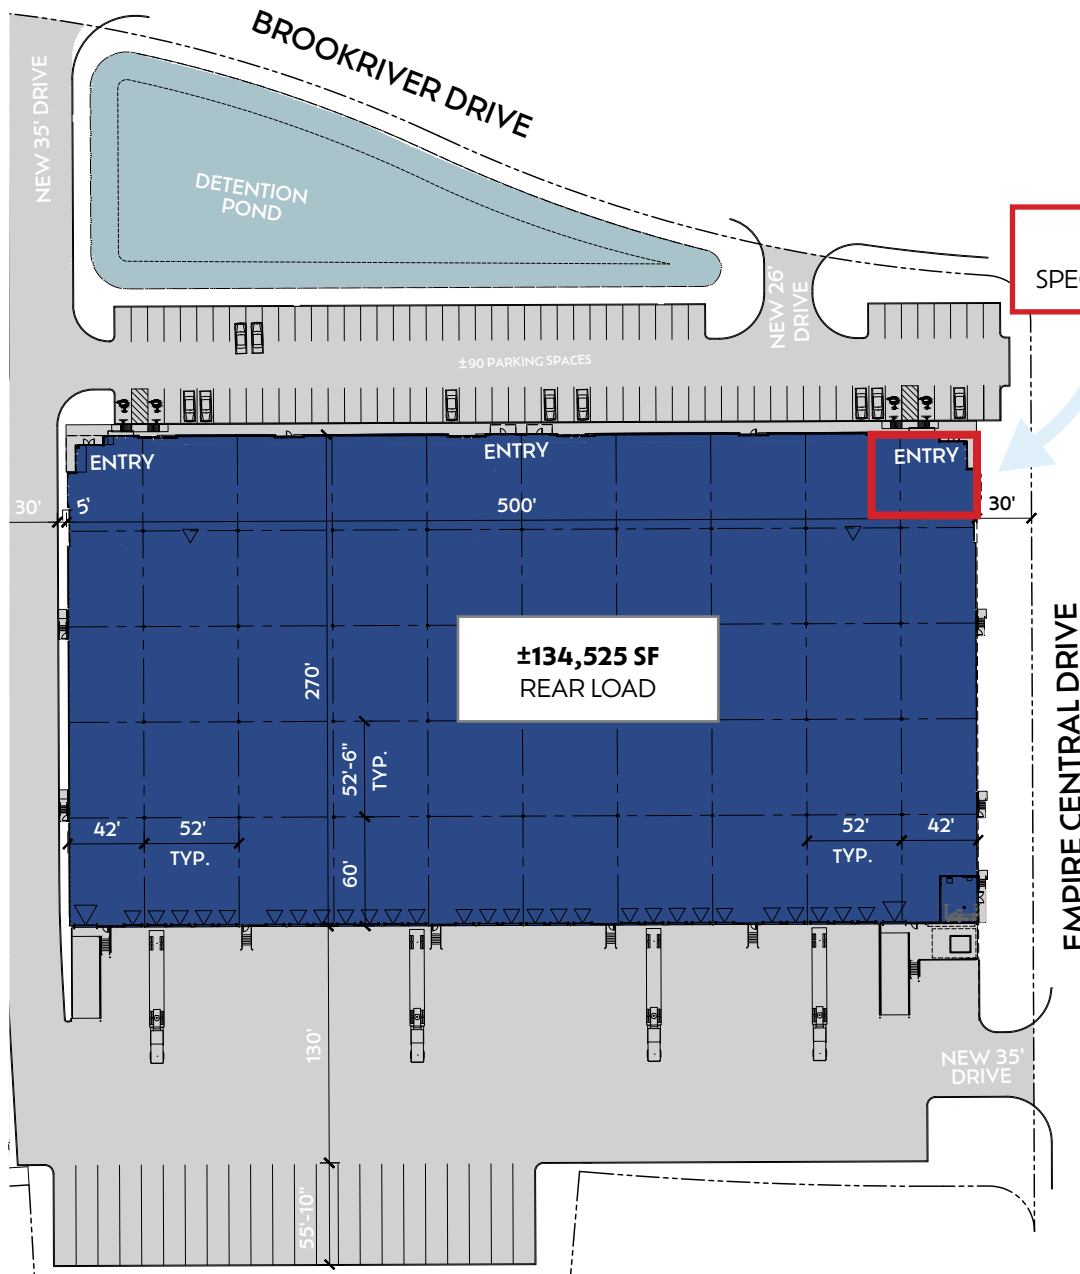 BROOKRIVER DRIVE
NEW 35' DRIVE
DETENTION
POND
NEW 26'
DRIVE
±90 PARKING SPACES
ENTRY
ENTRY
ENTRY
30'
5'
500'
30'
±134,525 SF
REAR LOAD
270'
52'-6"
TYP.
60'
42'
52'
TYP.
52'
42'
TYP.
EMPIRE CENTRAL DRIVE
130'
NEW 35'
DRIVE
55'-10"